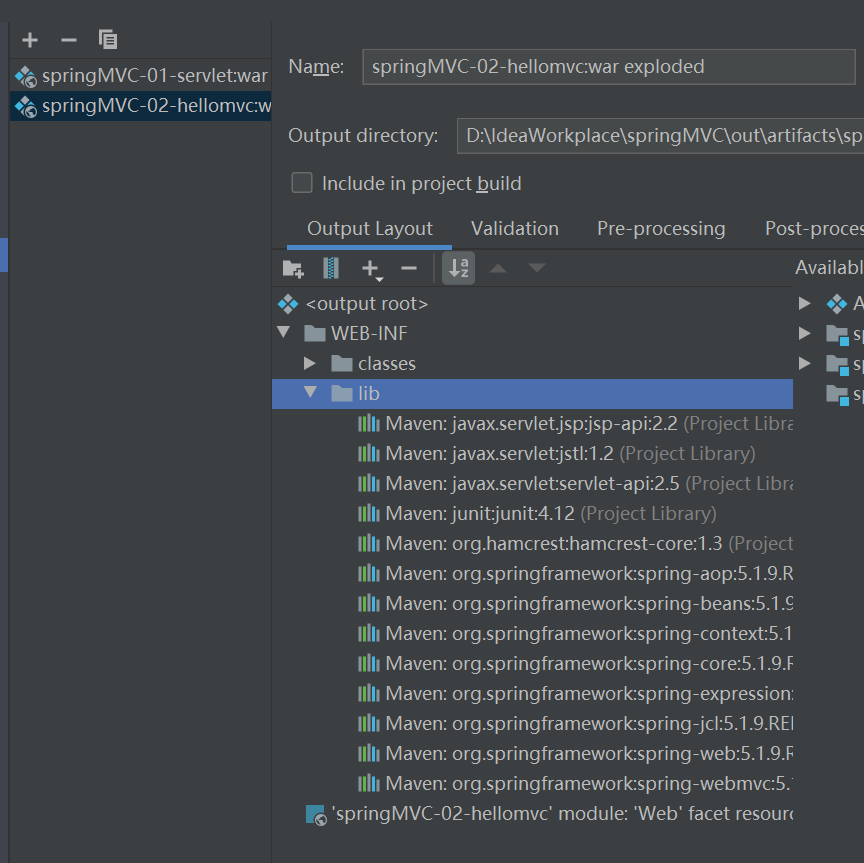 springMVC-01-servlet:war
springMVC-02-hellomvc:w
Name: springMVC-02-hellomvc:war exploded
Output directory: D:\IdeaWorkplace\springMVC\out\artifacts\sp
Include in project build
Output Layout Validation Pre-processing Post-proces
Availabl
<output root>
WEB-INF
classes
lib
Maven: javax.servlet.jsp:jsp-api:2.2 (Project Libra
Maven: javax.servlet:jstl:1.2 (Project Library)
Maven: javax.servlet:servlet-api:2.5 (Project Libra
Maven: junit:junit:4.12 (Project Library)
Maven: org.hamcrest:hamcrest-core:1.3 (Project
Maven: org.springframework:spring-aop:5.1.9.R
Maven: org.springframework:spring-beans:5.1.9
Maven: org.springframework:spring-context:5.1
Maven: org.springframework:spring-core:5.1.9.R
Maven: org.springframework:spring-expression:
Maven: org.springframework:spring-jcl:5.1.9.REI
Maven: org.springframework:spring-web:5.1.9.R
Maven: org.springframework:spring-webmvc:5.
'springMVC-02-hellomvc' module: 'Web' facet resourc
A
sp
sp
sp